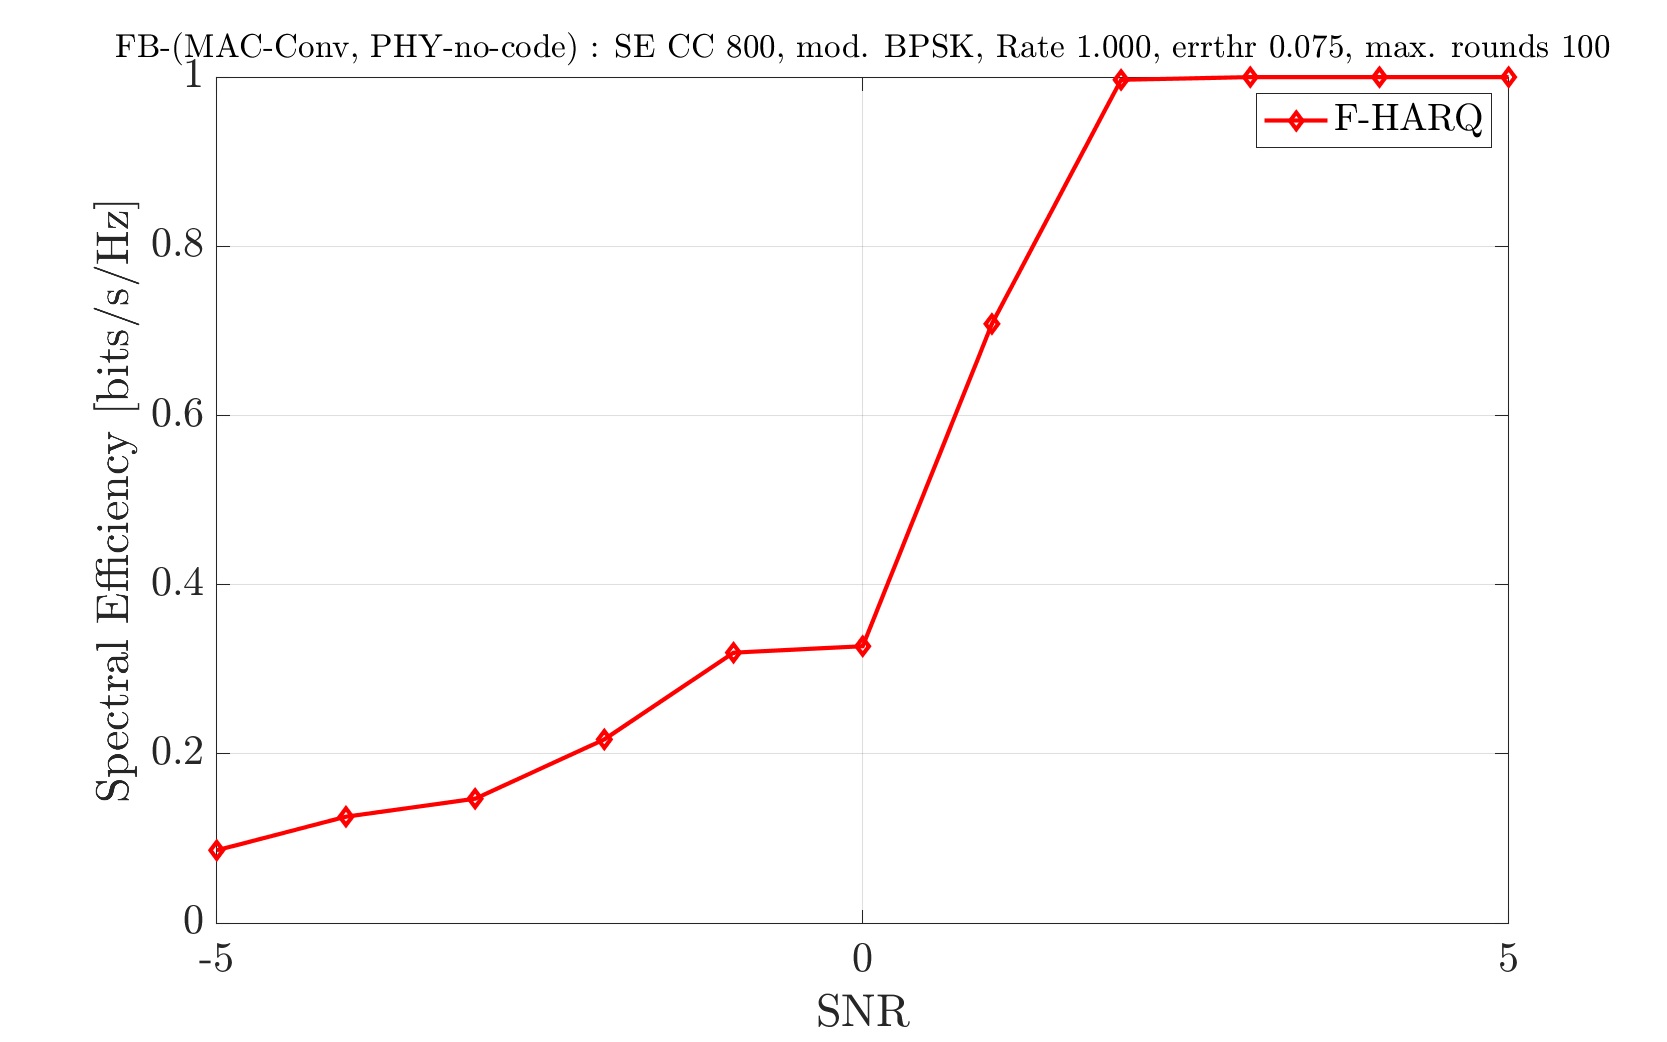 FB-(MAC-Conv, PHY-no-code) : SE CC 800, mod. BPSK, Rate 1.000, errthr 0.075, max. rounds 100
1
F-HARQ
0.8
0.6
0.4
0.2
0
Spectral Efficiency [bits/s/Hz]
-5
0
5
SNR